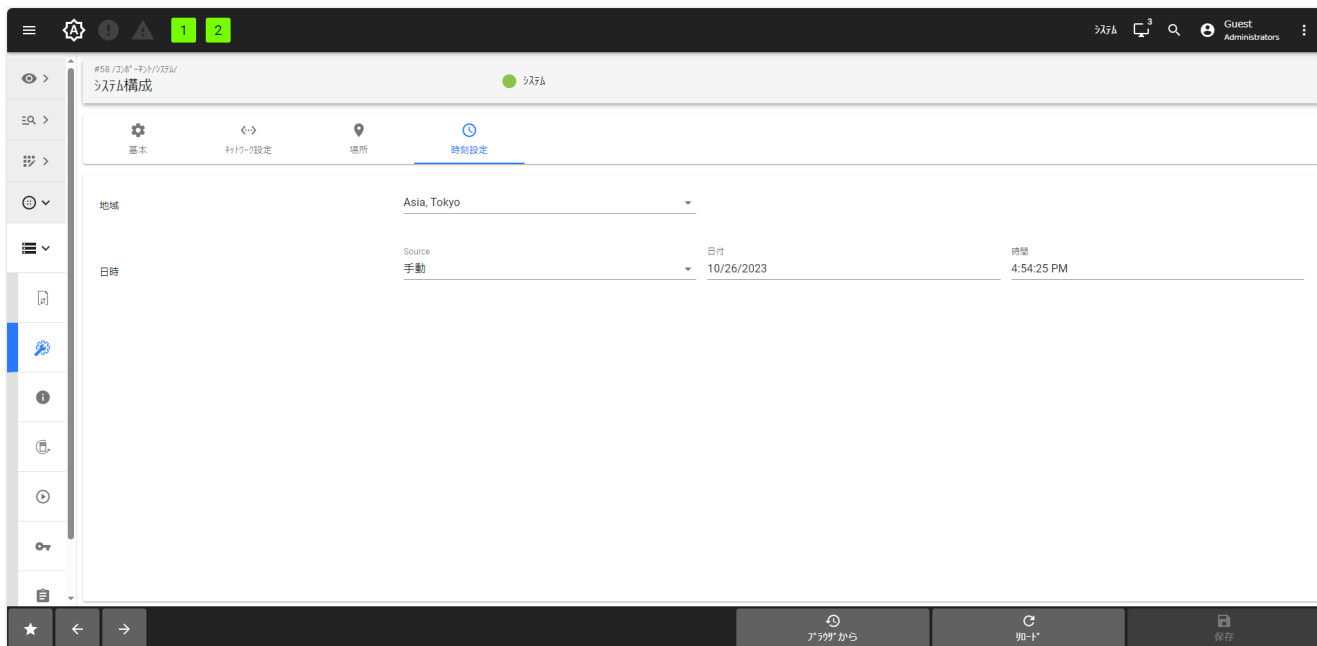 1 2 ｼｽﾃﾑ 3 Guest
Administrators
#58 /ｺﾝﾎﾟｰﾈﾝﾄ/ｼｽﾃﾑ/
ｼｽﾃﾑ構成
ｼｽﾃﾑ
基本 ﾈｯﾄﾜｰｸ設定 場所 時刻設定
地域 Asia, Tokyo
Source 日付 時間
日時 手動 10/26/2023 4:54:25 PM
ﾌﾞﾗｳｻﾞから ﾘﾛｰﾄﾞ 保存